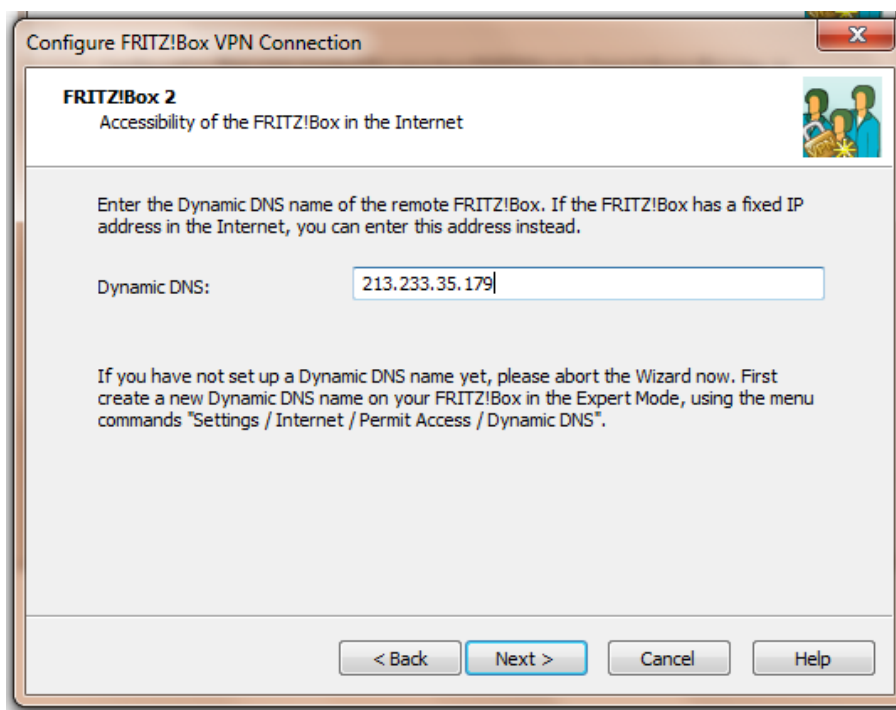 Configure FRITZ!Box VPN Connection
FRITZ!Box 2
Accessibility of the FRITZ!Box in the Internet
VPN
Enter the Dynamic DNS name of the remote FRITZ!Box. If the FRITZ!Box has a fixed IP
address in the Internet, you can enter this address instead.
Dynamic DNS: 213.233.35.179
If you have not set up a Dynamic DNS name yet, please abort the Wizard now. First
create a new Dynamic DNS name on your FRITZ!Box in the Expert Mode, using the menu
commands "Settings / Internet / Permit Access / Dynamic DNS".
< Back Next > Cancel Help